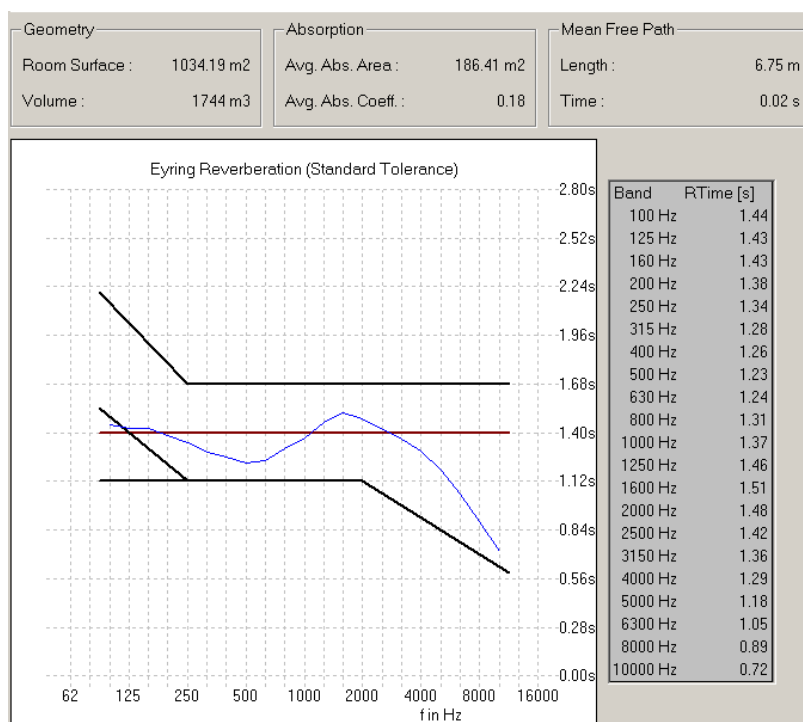 Geometry
Room Surface : 1034.19 m2
Volume : 1744 m3
Absorption
Avg. Abs. Area : 186.41 m2
Avg. Abs. Coeff. : 0.18
Mean Free Path
Length : 6.75 m
Time : 0.02 s
Eyring Reverberation (Standard Tolerance)
2.80s
2.52s
2.24s
1.96s
1.68s
1.40s
1.12s
0.84s
0.56s
0.28s
0.00s
62 125 250 500 1000 2000 4000 8000 16000
f in Hz
Band RTime [s]
100 Hz 1.44
125 Hz 1.43
160 Hz 1.43
200 Hz 1.38
250 Hz 1.34
315 Hz 1.28
400 Hz 1.26
500 Hz 1.23
630 Hz 1.24
800 Hz 1.31
1000 Hz 1.37
1250 Hz 1.46
1600 Hz 1.51
2000 Hz 1.48
2500 Hz 1.42
3150 Hz 1.36
4000 Hz 1.29
5000 Hz 1.18
6300 Hz 1.05
8000 Hz 0.89
10000 Hz 0.72